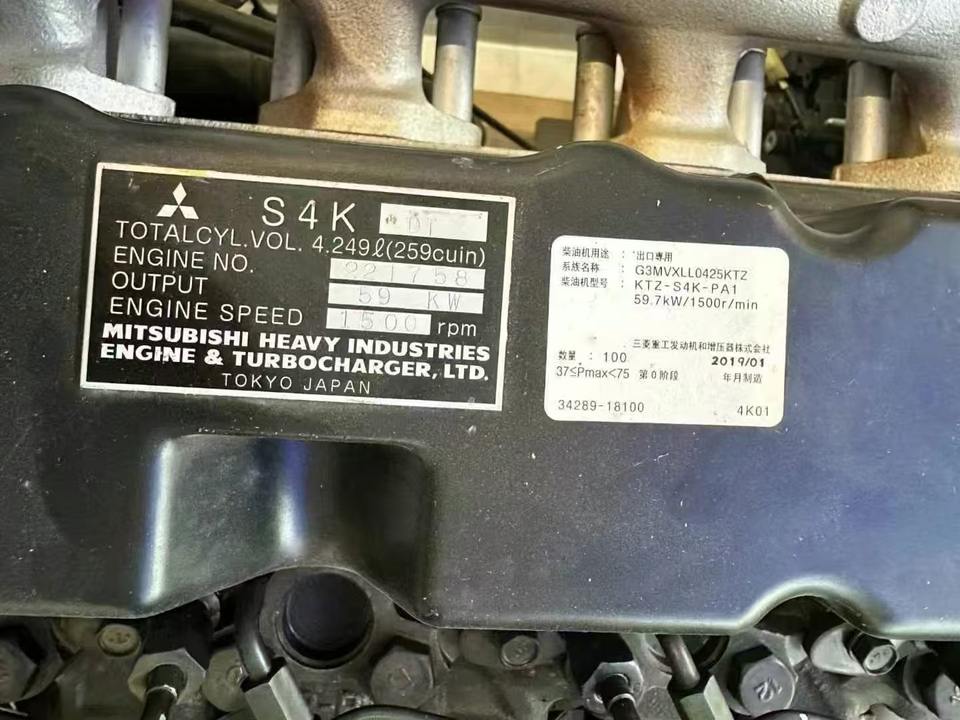 S4K DT
TOTALCYL.VOL. 4.249ℓ(259cuin)
ENGINE NO. 221758
OUTPUT 59 KW
ENGINE SPEED 1500 rpm
MITSUBISHI HEAVY INDUSTRIES
ENGINE & TURBOCHARGER, LTD.
TOKYO JAPAN
柴油机用途 : 出口専用
系族名称 : G3MVXLL0425KTZ
柴油机型号 : KTZ-S4K-PA1
59.7kW/1500r/min
三菱重工发动机和增压器株式会社
数量 : 100 2019/01
37≤Pmax<75 第0阶段 年月制造
34289-18100 4K01
12